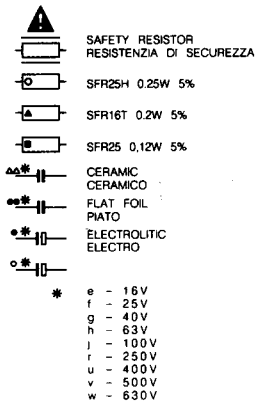 SAFETY RESISTOR
RESISTENZIA DI SECUREZZA
SFR25H 0.25W 5%
SFR16T 0.2W 5%
SFR25 0,12W 5%
CERAMIC
CERAMICO
FLAT FOIL
PIATO
ELECTROLITIC
ELECTRO
* e - 16V
f - 25V
g - 40V
h - 63V
j - 100V
r - 250V
u - 400V
v - 500V
w - 630V